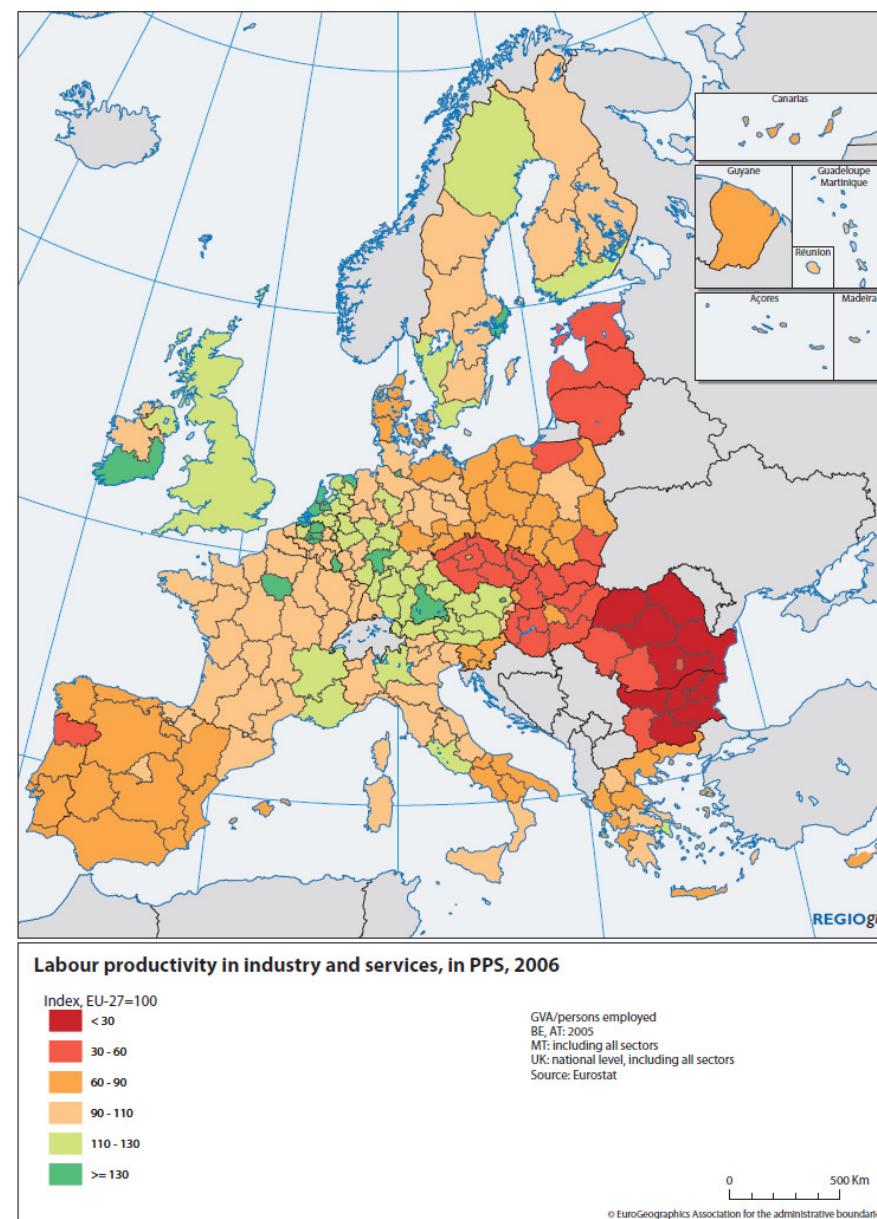 Canarias
Guyane
Guadeloupe
Martinique
Réunion
Açores
Madeira
REGIOg
Labour productivity in industry and services, in PPS, 2006
Index, EU-27=100
< 30
30 - 60
60 - 90
90 - 110
110 - 130
>= 130
GVA/persons employed
BE, AT: 2005
MT: including all sectors
UK: national level, including all sectors
Source: Eurostat
0 500 Km
© EuroGeographics Association for the administrative boundarie